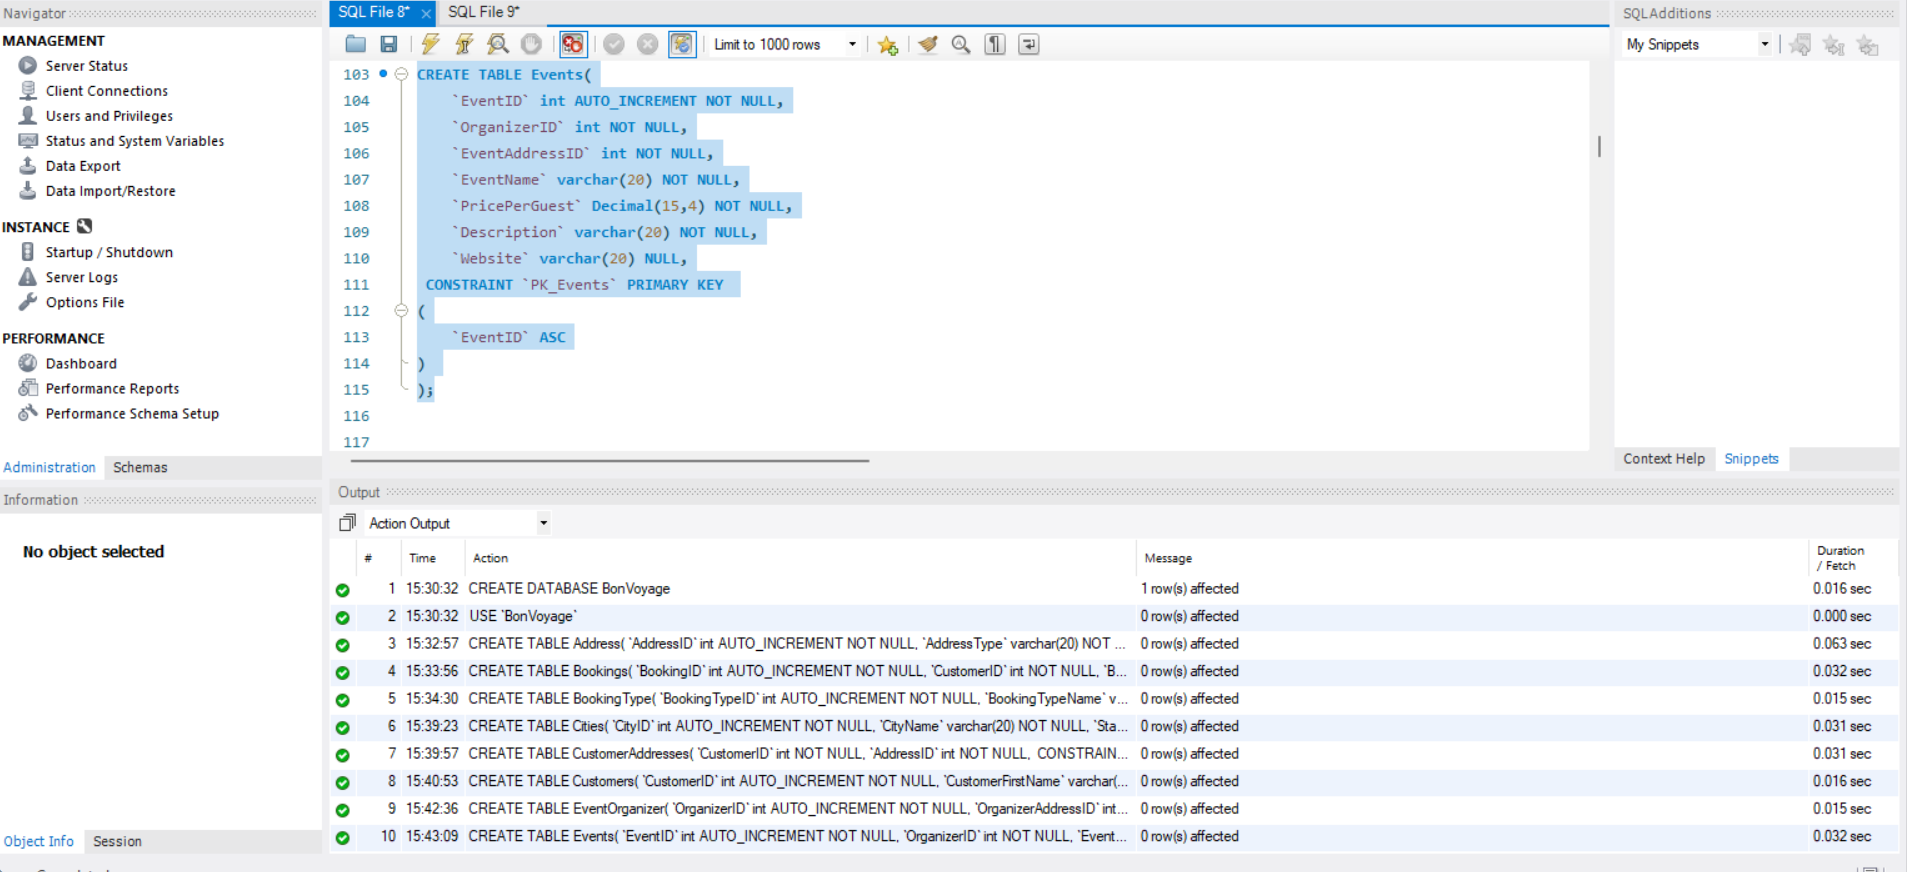 Navigator
MANAGEMENT
Server Status
Client Connections
Users and Privileges
Status and System Variables
Data Export
Data Import/Restore
INSTANCE
Startup / Shutdown
Server Logs
Options File
PERFORMANCE
Dashboard
Performance Reports
Performance Schema Setup
Administration Schemas
Information
No object selected
Object Info Session
SQL File 8* SQL File 9*
Limit to 1000 rows
103 CREATE TABLE Events(
104 `EventID` int AUTO_INCREMENT NOT NULL,
105 `OrganizerID` int NOT NULL,
106 `EventAddressID` int NOT NULL,
107 `EventName` varchar(20) NOT NULL,
108 `PricePerGuest` Decimal(15,4) NOT NULL,
109 `Description` varchar(20) NOT NULL,
110 `Website` varchar(20) NULL,
111 CONSTRAINT `PK_Events` PRIMARY KEY
112 (
113 `EventID` ASC
114 )
115 );
116
117
SQLAdditions
My Snippets
Context Help Snippets
Output
Action Output
# Time Action Message Duration / Fetch
1 15:30:32 CREATE DATABASE BonVoyage 1 row(s) affected 0.016 sec
2 15:30:32 USE `BonVoyage` 0 row(s) affected 0.000 sec
3 15:32:57 CREATE TABLE Address( `AddressID` int AUTO_INCREMENT NOT NULL, `AddressType` varchar(20) NOT ... 0 row(s) affected 0.063 sec
4 15:33:56 CREATE TABLE Bookings( `BookingID` int AUTO_INCREMENT NOT NULL, `CustomerID` int NOT NULL, `B... 0 row(s) affected 0.032 sec
5 15:34:30 CREATE TABLE BookingType( `BookingTypeID` int AUTO_INCREMENT NOT NULL, `BookingTypeName` v... 0 row(s) affected 0.015 sec
6 15:39:23 CREATE TABLE Cities( `CityID` int AUTO_INCREMENT NOT NULL, `CityName` varchar(20) NOT NULL, `Sta... 0 row(s) affected 0.031 sec
7 15:39:57 CREATE TABLE CustomerAddresses( `CustomerID` int NOT NULL, `AddressID` int NOT NULL, CONSTRAIN... 0 row(s) affected 0.031 sec
8 15:40:53 CREATE TABLE Customers( `CustomerID` int AUTO_INCREMENT NOT NULL, `CustomerFirstName` varchar(... 0 row(s) affected 0.016 sec
9 15:42:36 CREATE TABLE EventOrganizer( `OrganizerID` int AUTO_INCREMENT NOT NULL, `OrganizerAddressID` int... 0 row(s) affected 0.015 sec
10 15:43:09 CREATE TABLE Events( `EventID` int AUTO_INCREMENT NOT NULL, `OrganizerID` int NOT NULL, `Event... 0 row(s) affected 0.032 sec